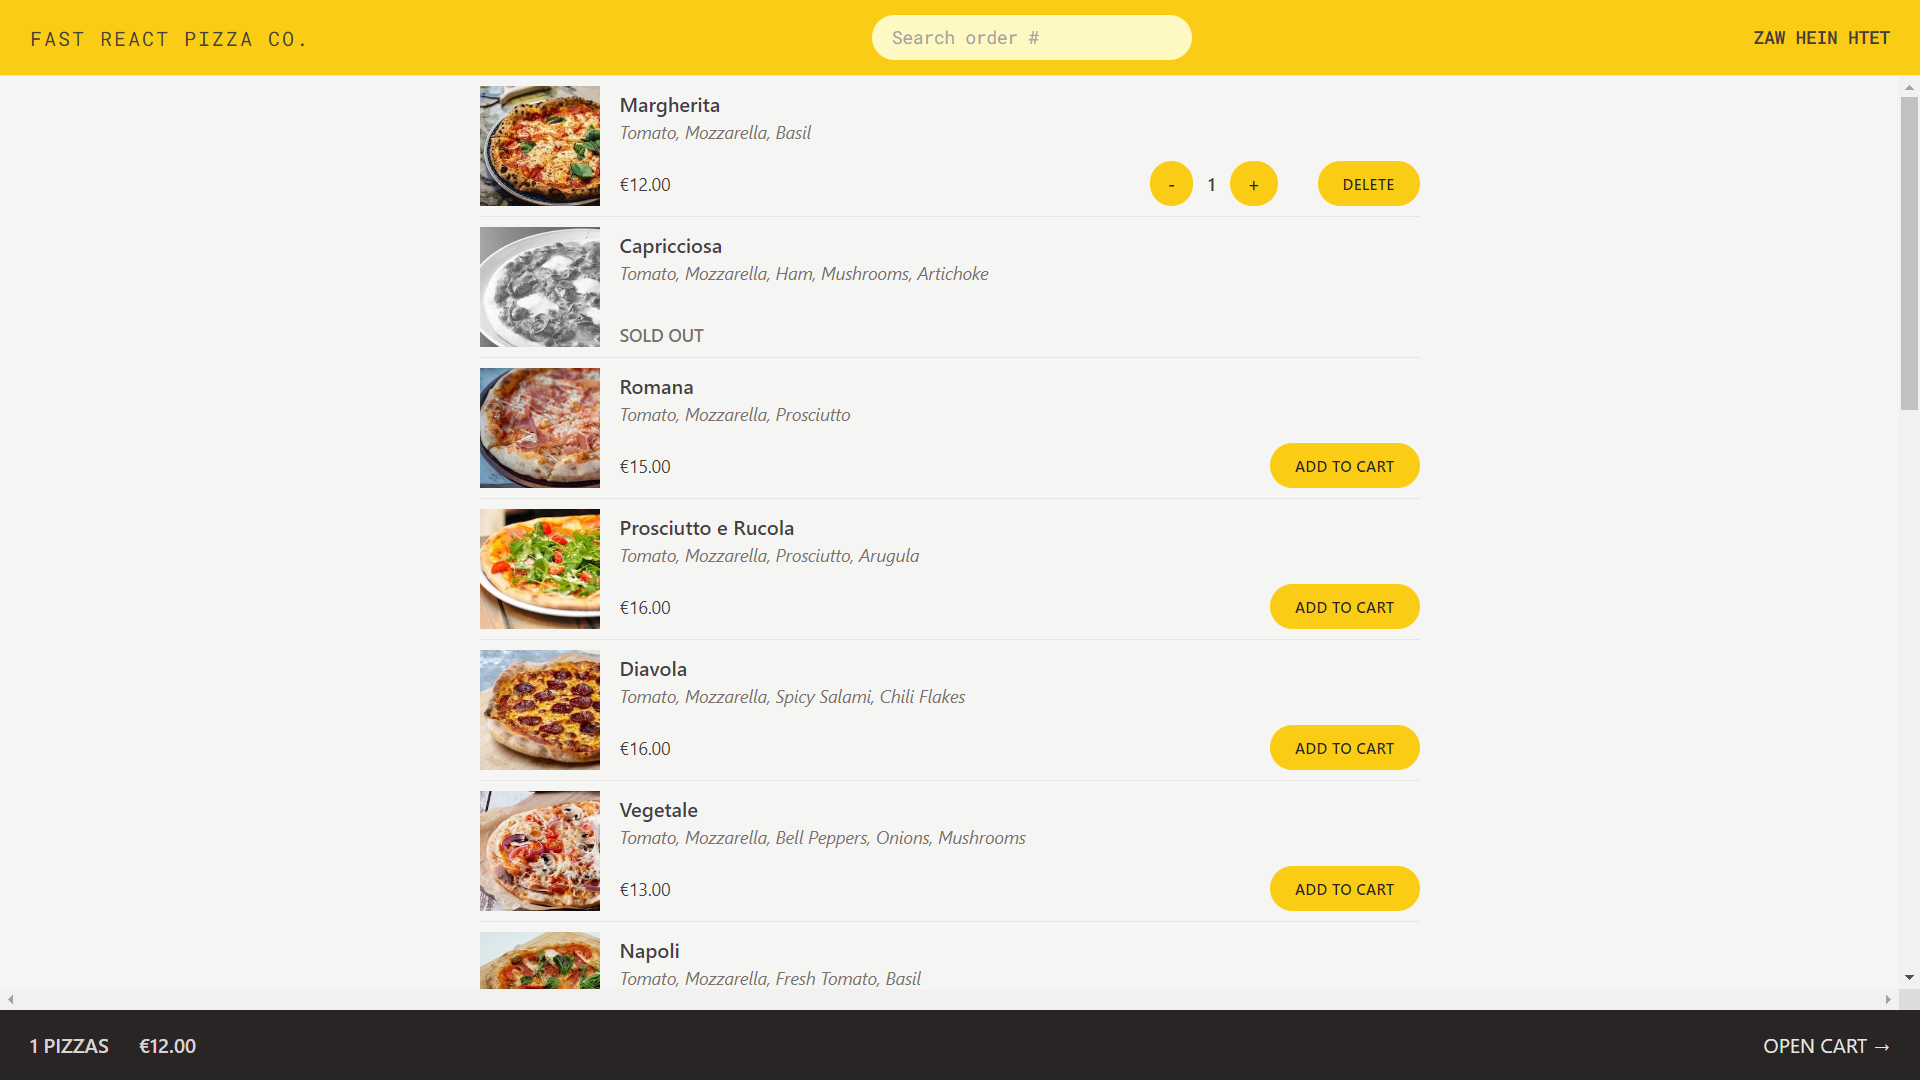 FAST REACT PIZZA CO.
Search order #
ZAW HEIN HTET
Margherita
Tomato, Mozzarella, Basil
€12.00
- 1 +
DELETE
Capricciosa
Tomato, Mozzarella, Ham, Mushrooms, Artichoke
SOLD OUT
Romana
Tomato, Mozzarella, Prosciutto
€15.00
ADD TO CART
Prosciutto e Rucola
Tomato, Mozzarella, Prosciutto, Arugula
€16.00
ADD TO CART
Diavola
Tomato, Mozzarella, Spicy Salami, Chili Flakes
€16.00
ADD TO CART
Vegetale
Tomato, Mozzarella, Bell Peppers, Onions, Mushrooms
€13.00
ADD TO CART
Napoli
Tomato, Mozzarella, Fresh Tomato, Basil
1 PIZZAS €12.00
OPEN CART →